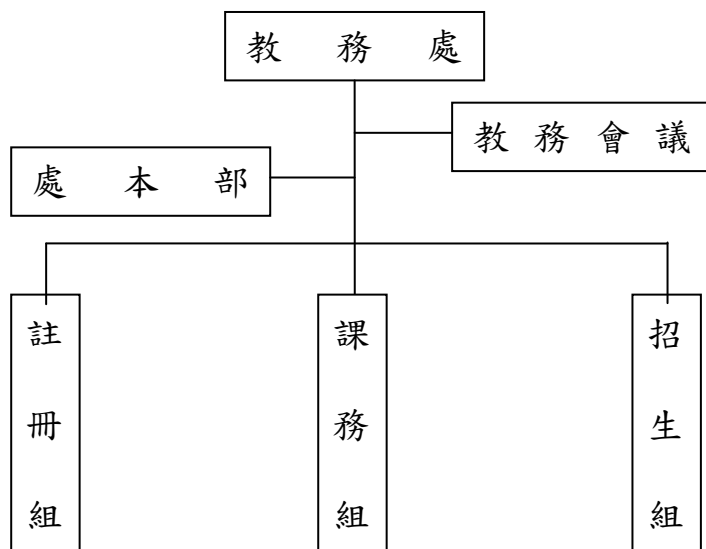 教務處
教務會議
處本部
註冊組
課務組
招生組